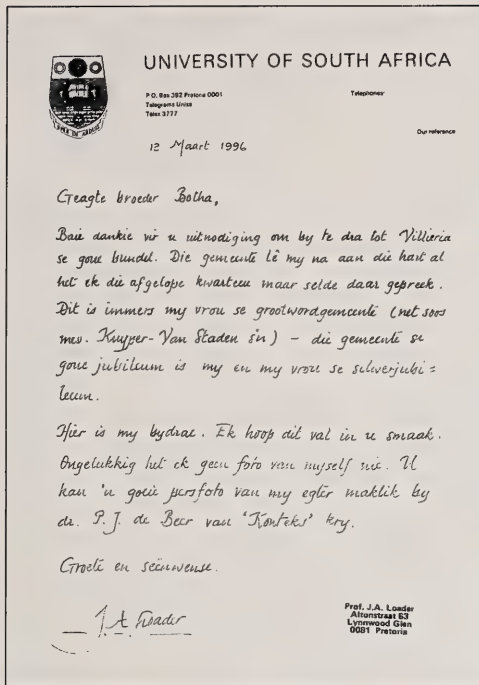 UNIVERSITY OF SOUTH AFRICA
P O. Box 392 Pretoria 0001
Telegrams Unisa
Telex 3777
Telephones
Our reference
12 Maart 1996
Geagte broeder Botha,
Baie dankie vir u uitnodiging om by te dra tot Villieria
se goue bundel. Die gemeente lê my na aan die hart al
het ek die afgelope kwarteeu maar selde daar gepreek.
Dit is immers my vrou se grootwordgemeente (net soos
mev. Kuyper-Van Staden s'n) – die gemeente se
goue jubileum is my en my vrou se silwerjubi=
leum.
Hier is my bydrae. Ek hoop dit val in u smaak.
Ongelukkig het ek geen foto van myself nie. U
kan 'n goeie persfoto van my egter maklik by
dr. P. J. de Beer van 'Konteks' kry.
Groete en seënwense.
J.A. Loader
Prof. J.A. Loader
Altonstraat 63
Lynnwood Glen
0081 Pretoria